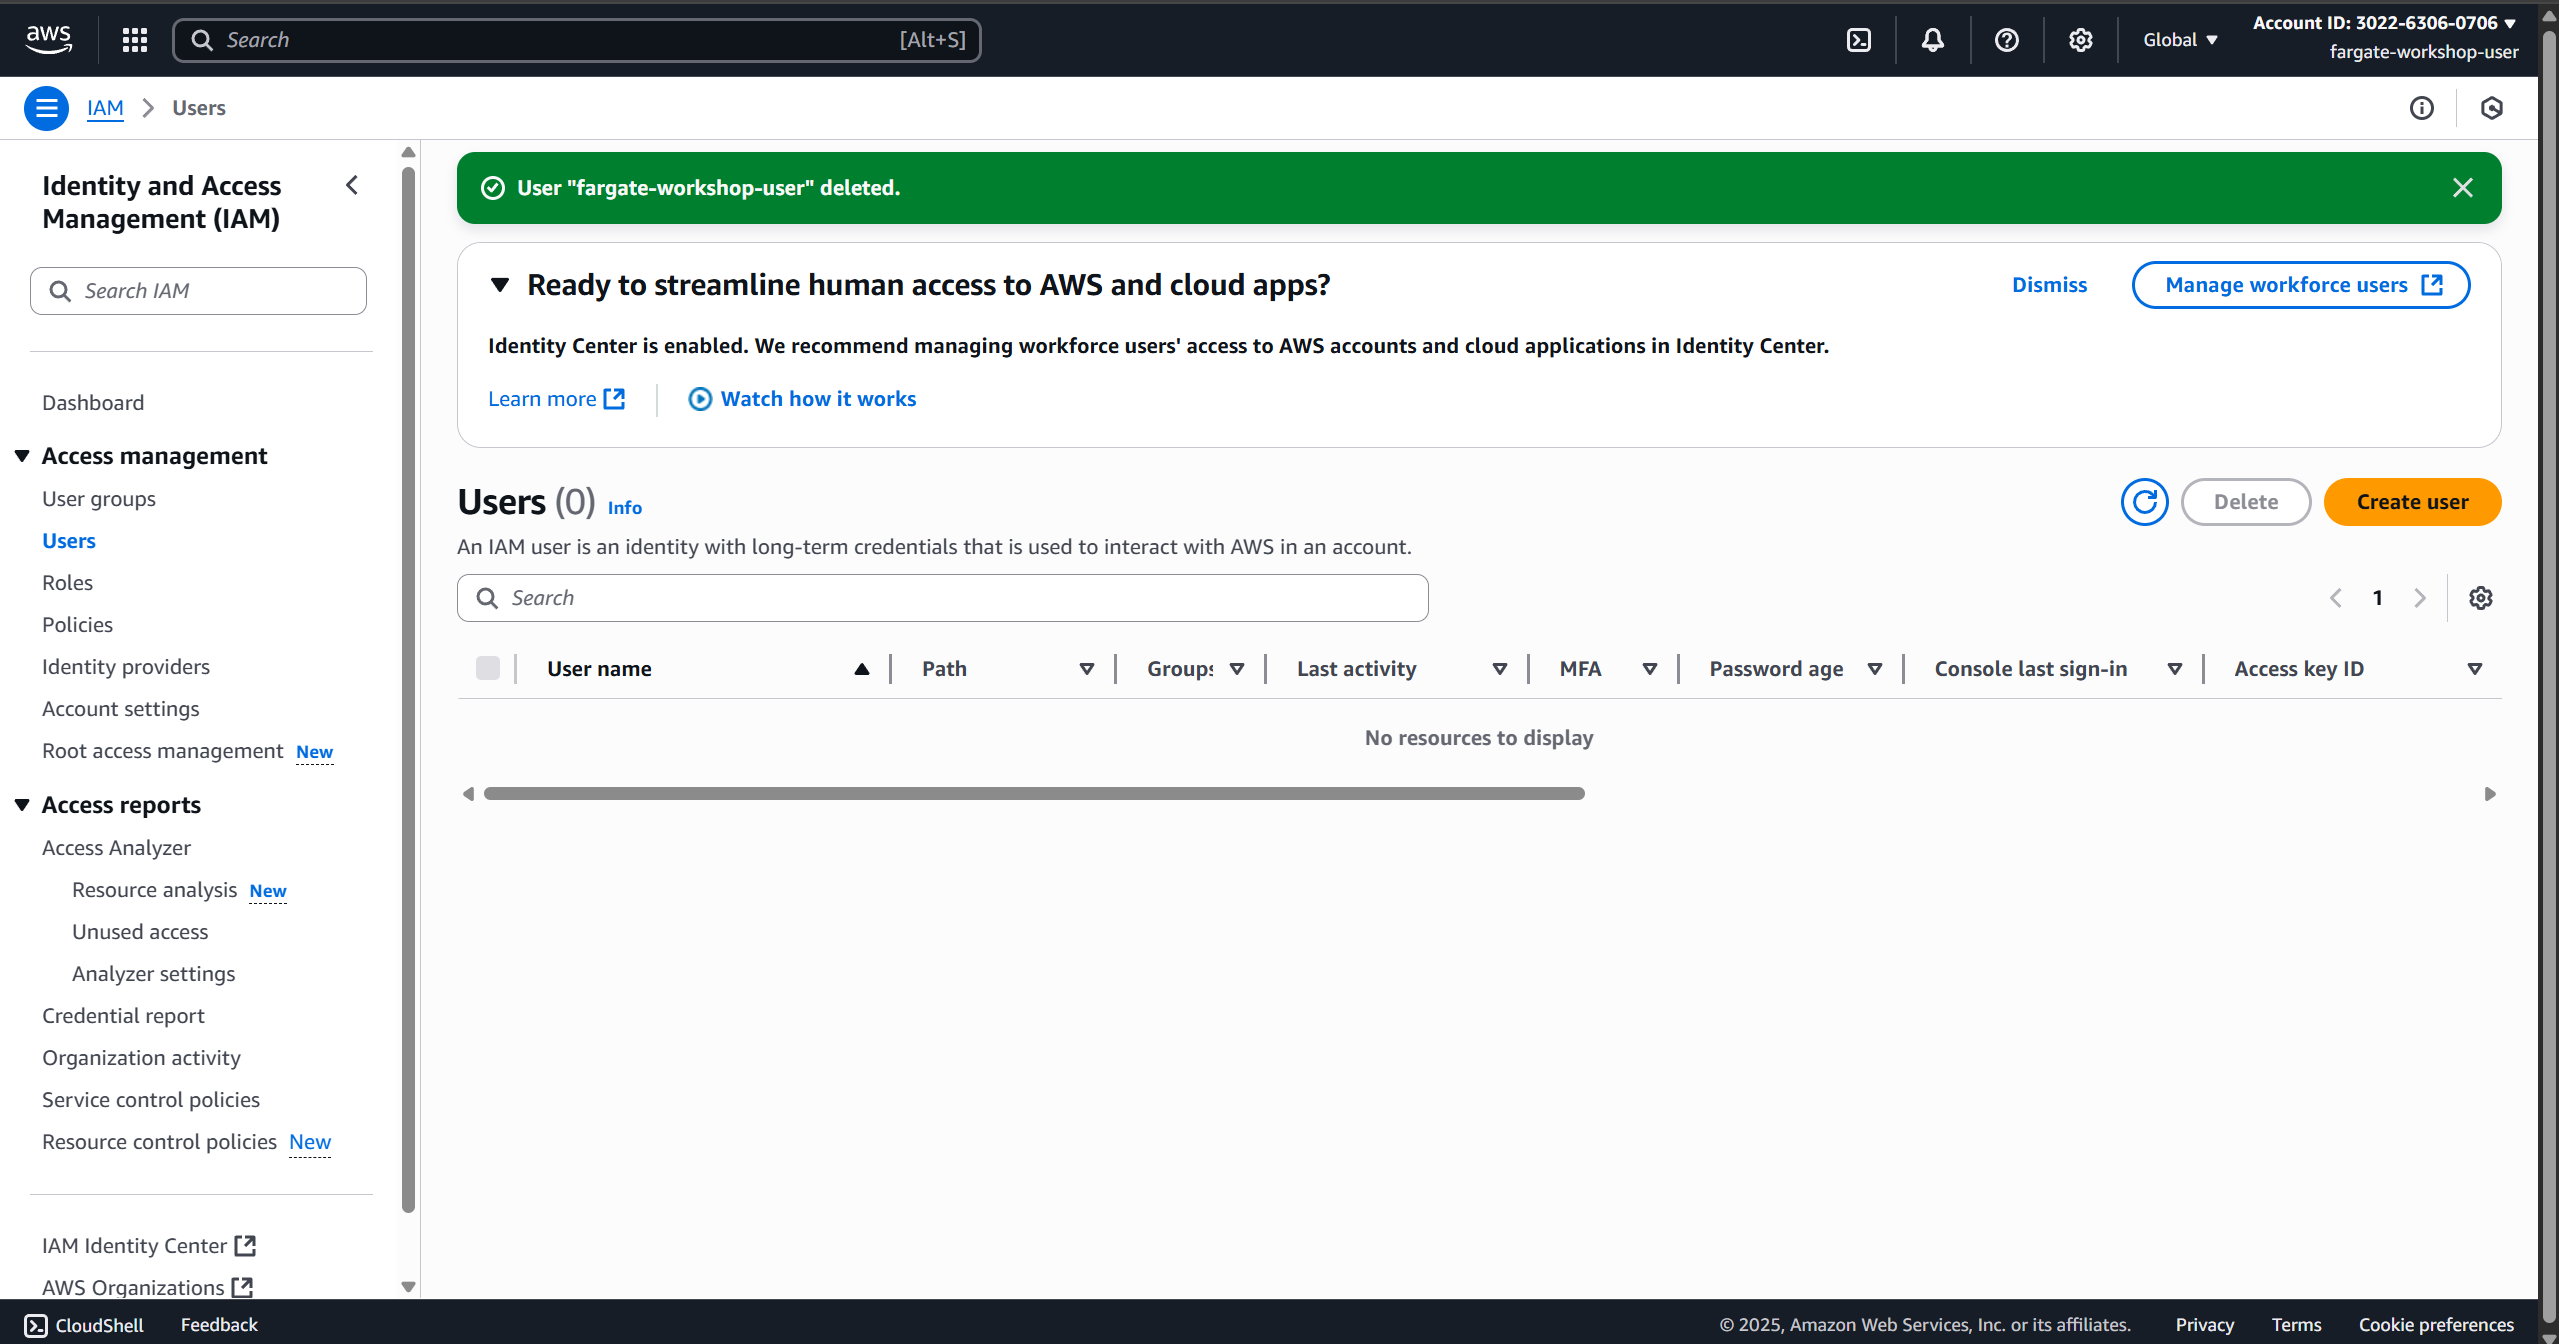 aws
Search
[Alt+S]
Global
Account ID: 3022-6306-0706
fargate-workshop-user
IAM
Users
Identity and Access
Management (IAM)
Search IAM
Dashboard
Access management
User groups
Users
Roles
Policies
Identity providers
Account settings
Root access management New
Access reports
Access Analyzer
Resource analysis New
Unused access
Analyzer settings
Credential report
Organization activity
Service control policies
Resource control policies New
IAM Identity Center
AWS Organizations
User "fargate-workshop-user" deleted.
Ready to streamline human access to AWS and cloud apps?
Dismiss
Manage workforce users
Identity Center is enabled. We recommend managing workforce users' access to AWS accounts and cloud applications in Identity Center.
Learn more
Watch how it works
Users (0) Info
Delete
Create user
An IAM user is an identity with long-term credentials that is used to interact with AWS in an account.
Search
1
User name
Path
Groups
Last activity
MFA
Password age
Console last sign-in
Access key ID
No resources to display
CloudShell
Feedback
© 2025, Amazon Web Services, Inc. or its affiliates.
Privacy
Terms
Cookie preferences